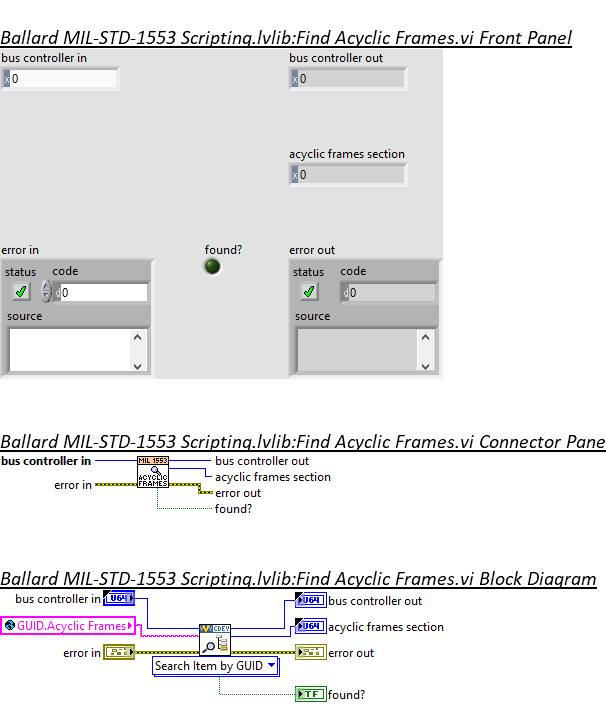 Ballard MIL-STD-1553 Scripting.lvlib:Find Acyclic Frames.vi Front Panel
bus controller in
bus controller out
x 0
x 0
acyclic frames section
x 0
error in
found?
error out
status
code
status
code
d 0
d 0
source
source
Ballard MIL-STD-1553 Scripting.lvlib:Find Acyclic Frames.vi Connector Pane
bus controller in
MIL 1553
bus controller out
acyclic frames section
ACYCLIC
FRAMES
error in
error out
found?
Ballard MIL-STD-1553 Scripting.lvlib:Find Acyclic Frames.vi Block Diagram
bus controller in
U64
U64
bus controller out
GUID.Acyclic Frames
CDEV
U64
acyclic frames section
error in
error out
Search Item by GUID
TF
found?